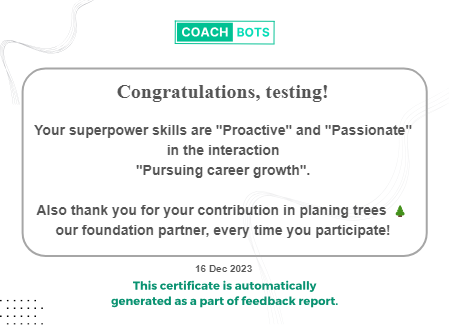 COACH BOTS
Congratulations, testing!
Your superpower skills are "Proactive" and "Passionate"
in the interaction
"Pursuing career growth".
Also thank you for your contribution in planing trees 🌲
our foundation partner, every time you participate!
16 Dec 2023
This certificate is automatically
generated as a part of feedback report.